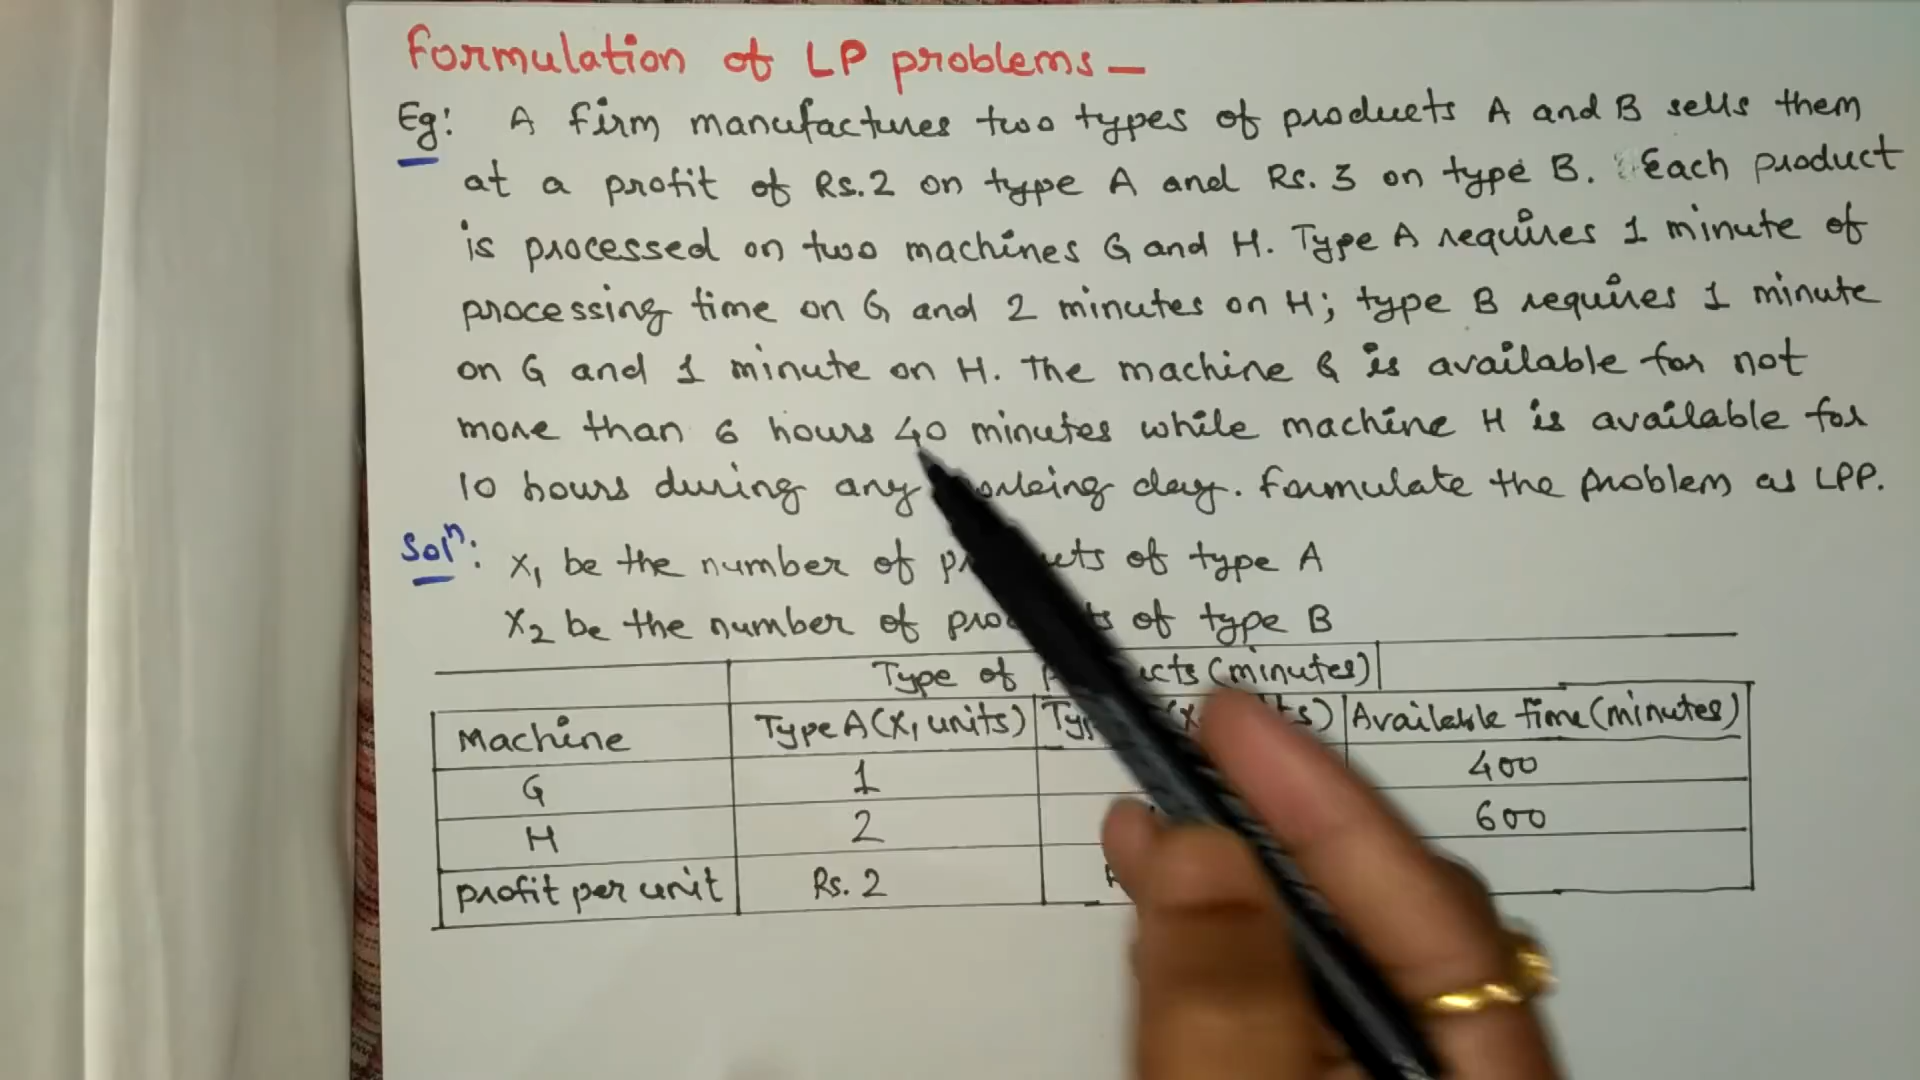 Formulation of LP problems -
Eg: A firm manufactures two types of products A and B sells them
at a profit of Rs.2 on type A and Rs. 3 on type B. Each product
is processed on two machines G and H. Type A requires 1 minute of
processing time on G and 2 minutes on H; type B requires 1 minute
on G and 1 minute on H. The machine G is available for not
more than 6 hours 40 minutes while machine H is available for
10 hours during any day. Formulate the problem as LPP.
Solⁿ: X₁ be the number of of type A
X₂ be the number of of type B
Type of (minutes)
Machine Type A (X₁ units) Available time (minutes)
G 1 400
H 2 600
profit per unit Rs. 2